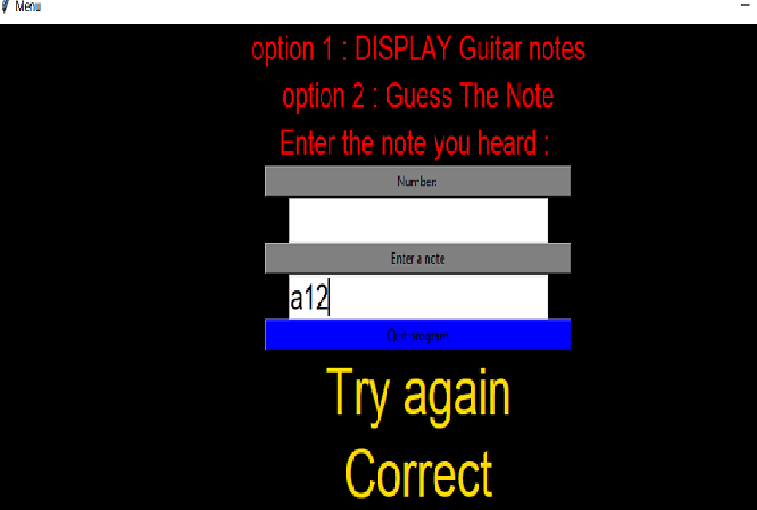 Menu
option 1 : DISPLAY Guitar notes
option 2 : Guess The Note
Enter the note you heard :
Number:
Enter a note
a12
Quit program
Try again
Correct